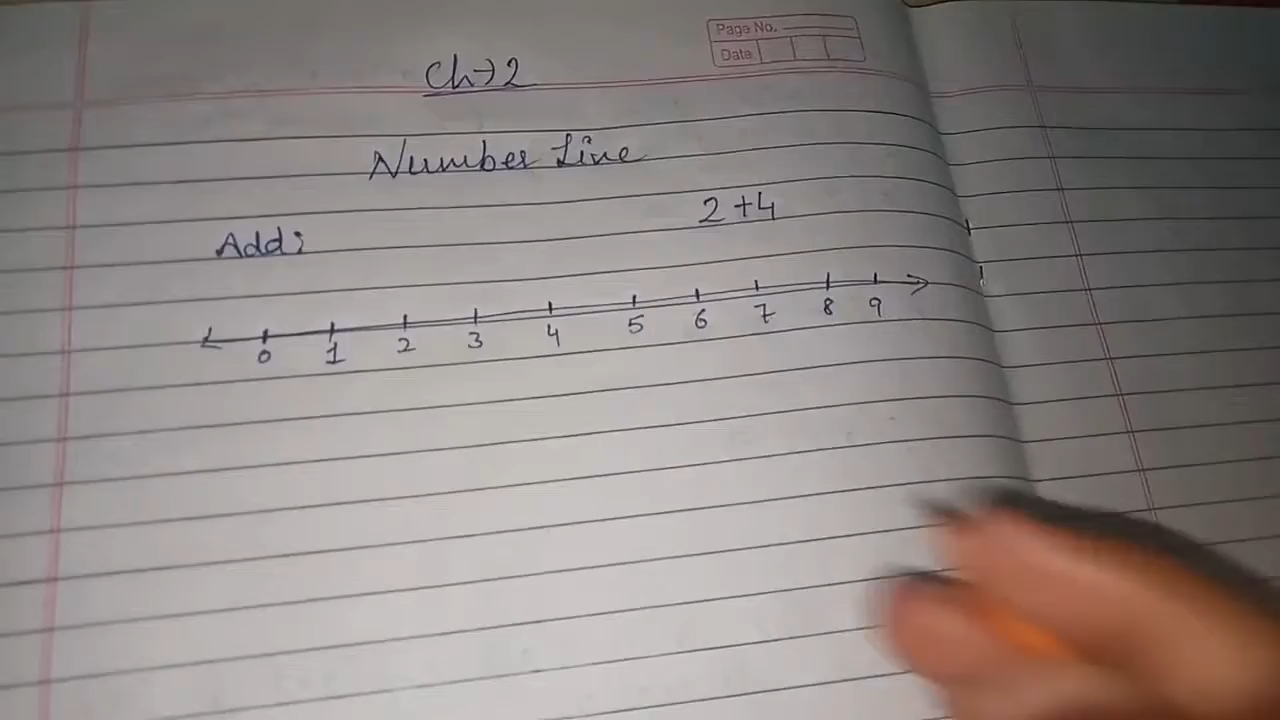 Page No.
Date
Ch→2
Number Line
2+4
Add:
0 1 2 3 4 5 6 7 8 9